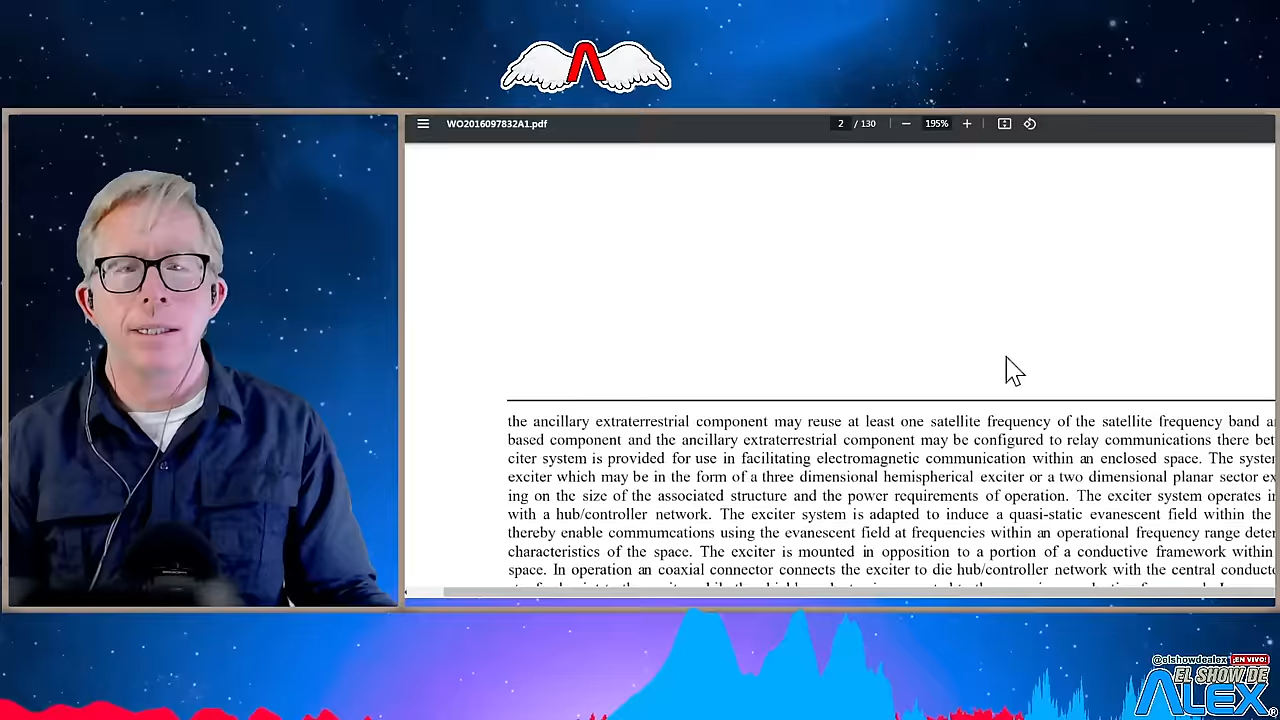 WO2016097832A1.pdf
2 / 130
195%
the ancillary extraterrestrial component may reuse at least one satellite frequency of the satellite frequency band a
based component and the ancillary extraterrestrial component may be configured to relay communications there bet
citer system is provided for use in facilitating electromagnetic communication within an enclosed space. The syste
exciter which may be in the form of a three dimensional hemispherical exciter or a two dimensional planar sector ex
ing on the size of the associated structure and the power requirements of operation. The exciter system operates i
with a hub/controller network. The exciter system is adapted to induce a quasi-static evanescent field within the
thereby enable commumcations using the evanescent field at frequencies within an operational frequency range deter
characteristics of the space. The exciter is mounted in opposition to a portion of a conductive framework within
space. In operation an coaxial connector connects the exciter to die hub/controller network with the central conducto
@elshowdealex ¡EN VIVO!
EL SHOW DE
ALEX